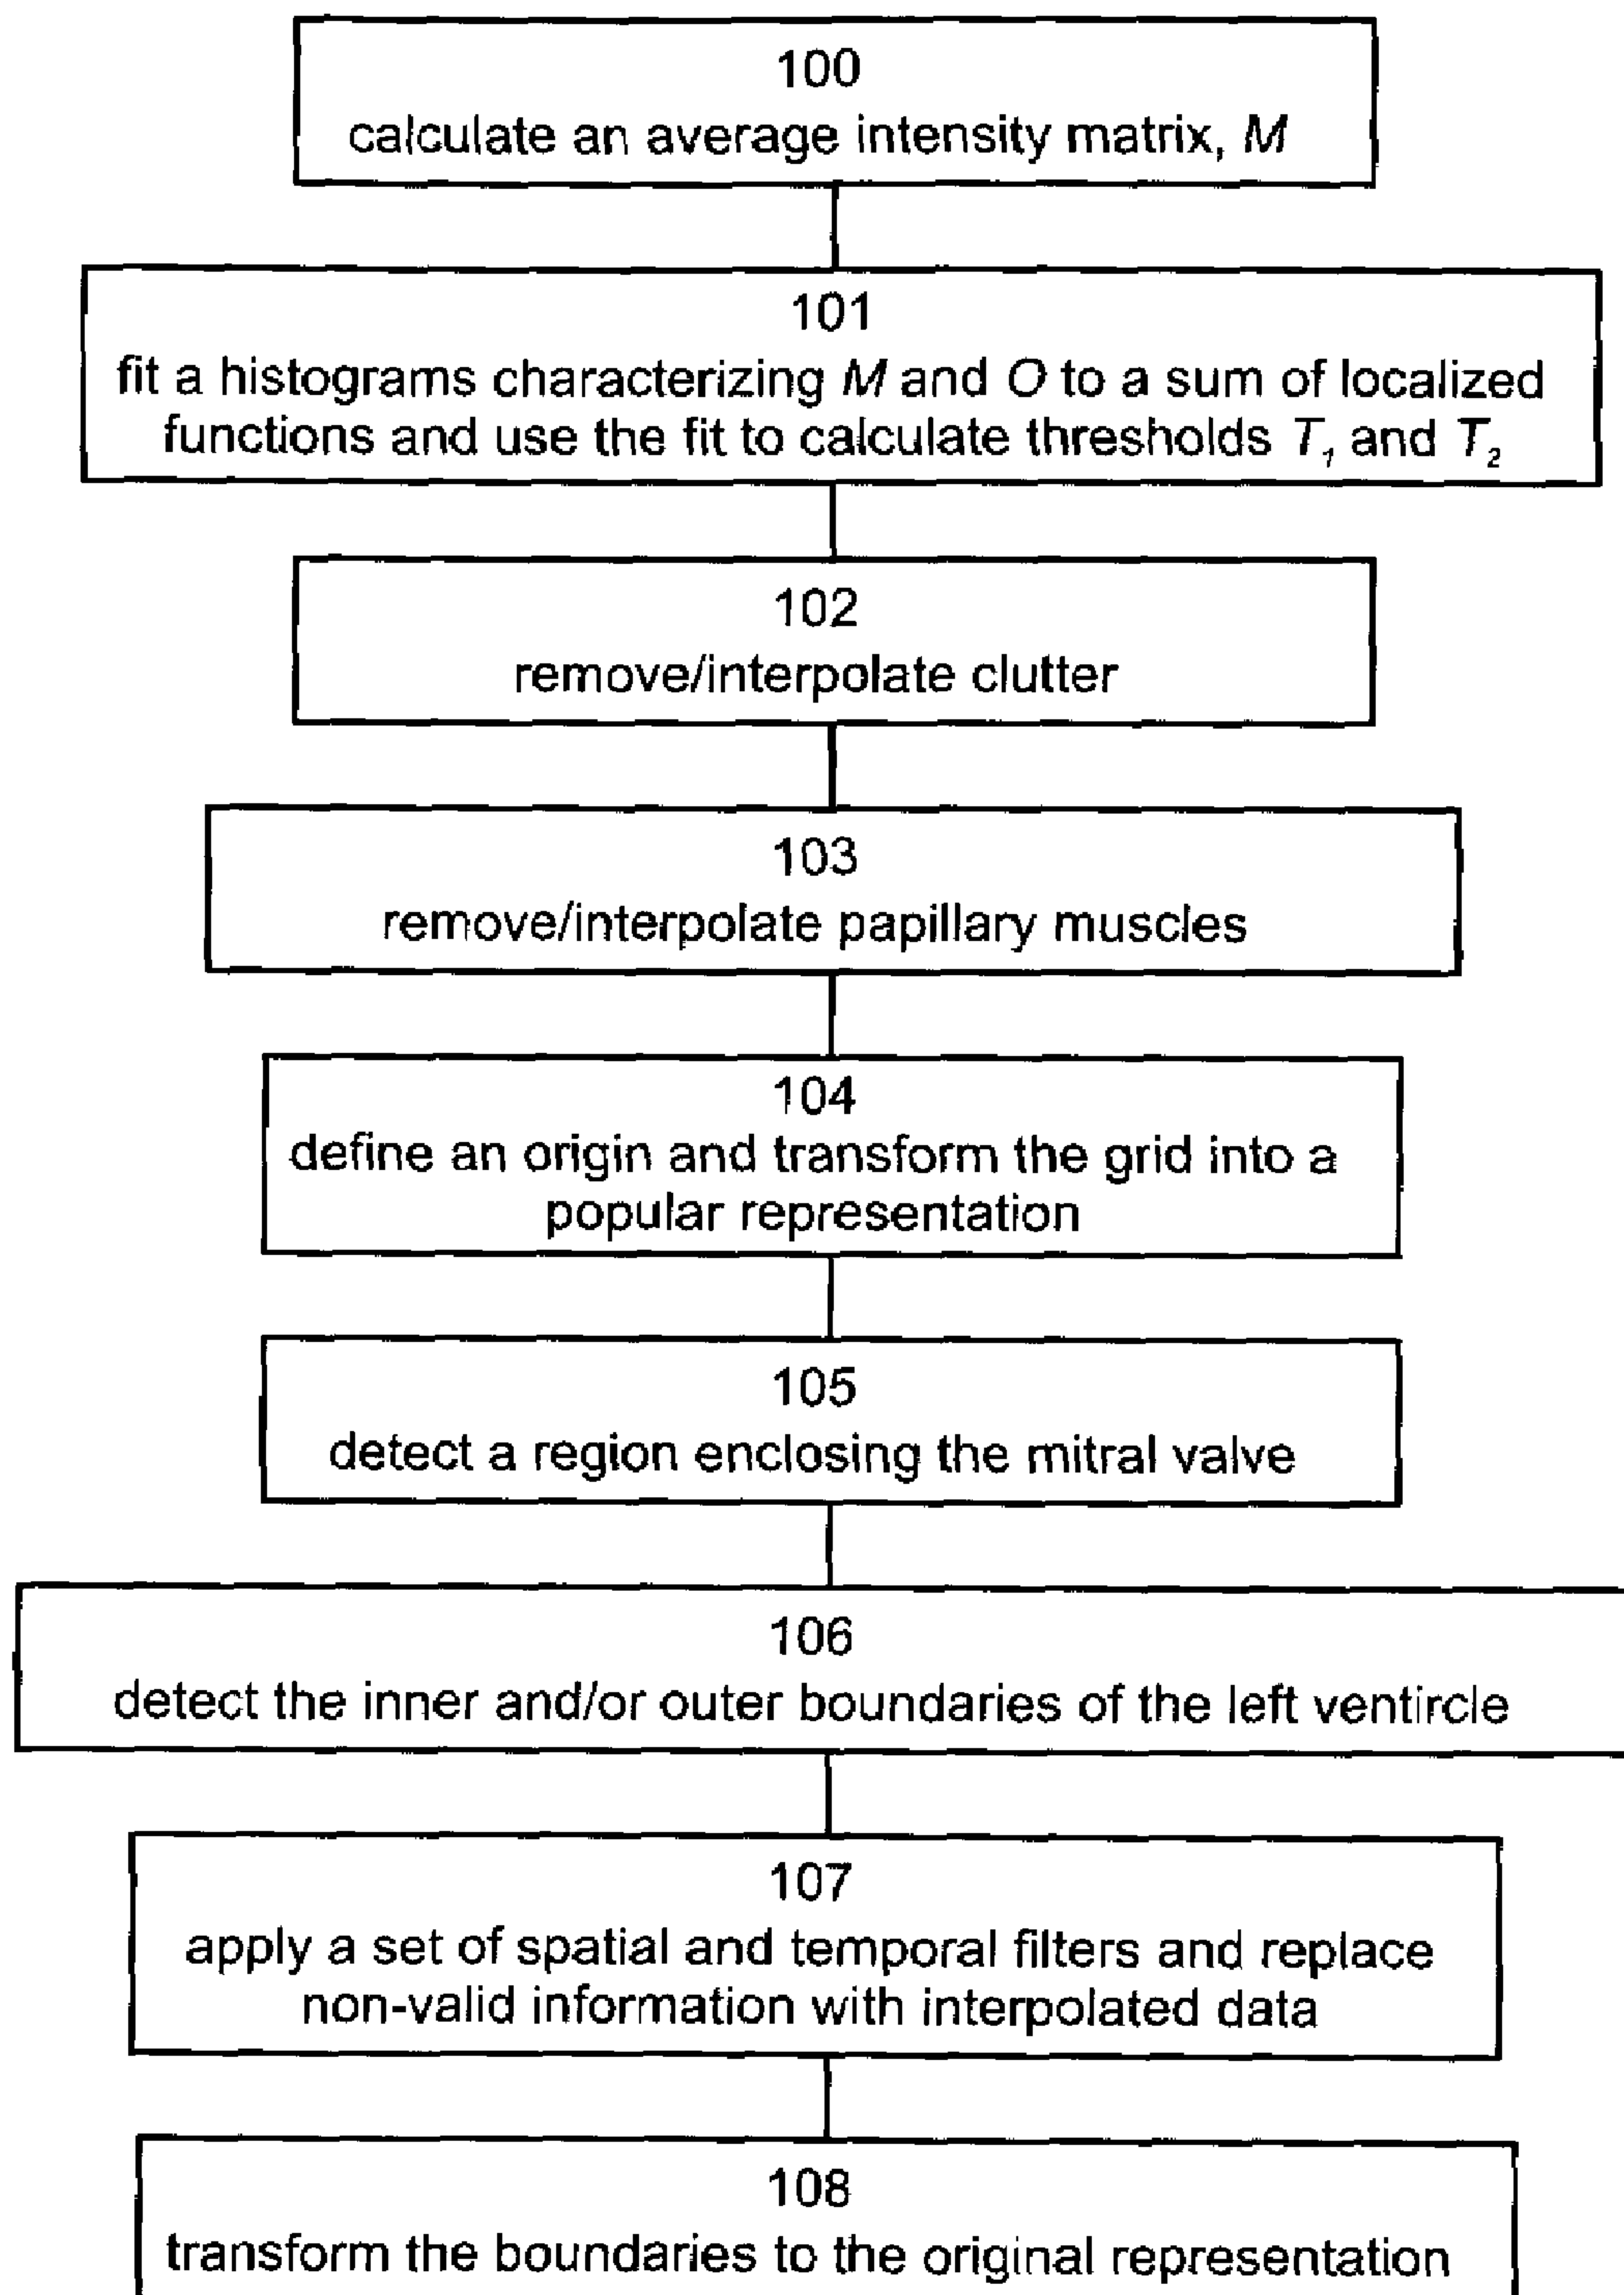 100
calculate an average intensity matrix, M
101
fit a histograms characterizing M and O to a sum of localized
functions and use the fit to calculate thresholds T₁ and T₂
102
remove/interpolate clutter
103
remove/interpolate papillary muscles
104
define an origin and transform the grid into a
popular representation
105
detect a region enclosing the mitral valve
106
detect the inner and/or outer boundaries of the left ventircle
107
apply a set of spatial and temporal filters and replace
non-valid information with interpolated data
108
transform the boundaries to the original representation